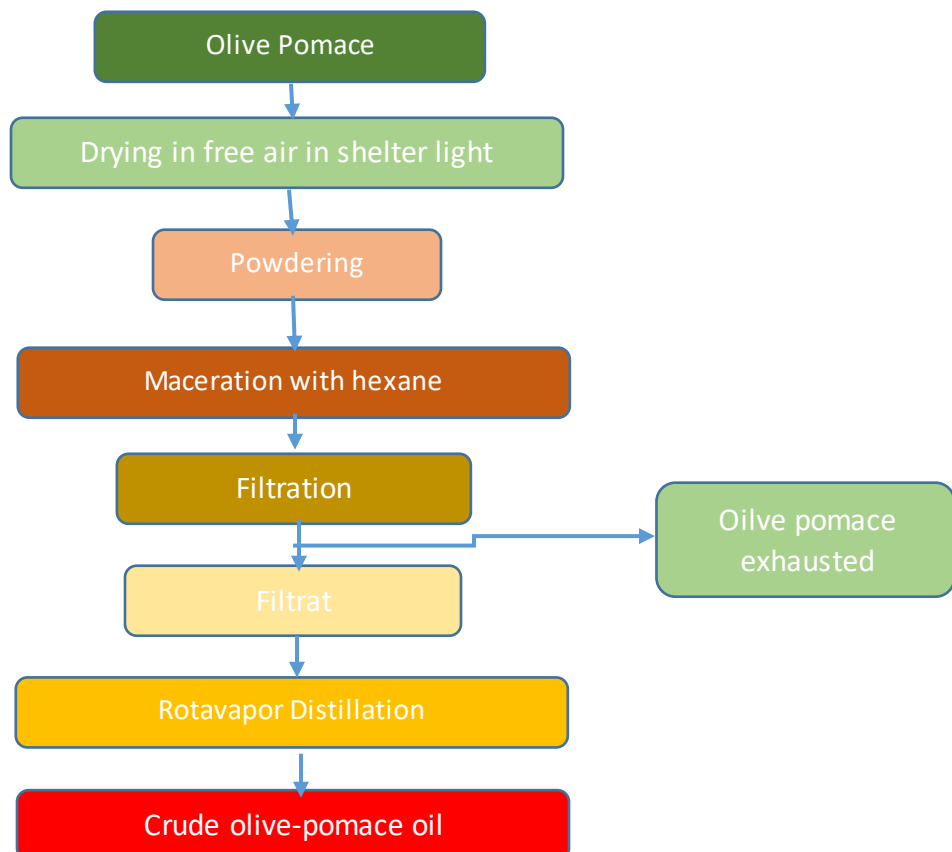 Olive Pomace
Drying in free air in shelter light
Powdering
Maceration with hexane
Filtration
Oilve pomace
exhausted
Filtrat
Rotavapor Distillation
Crude olive-pomace oil